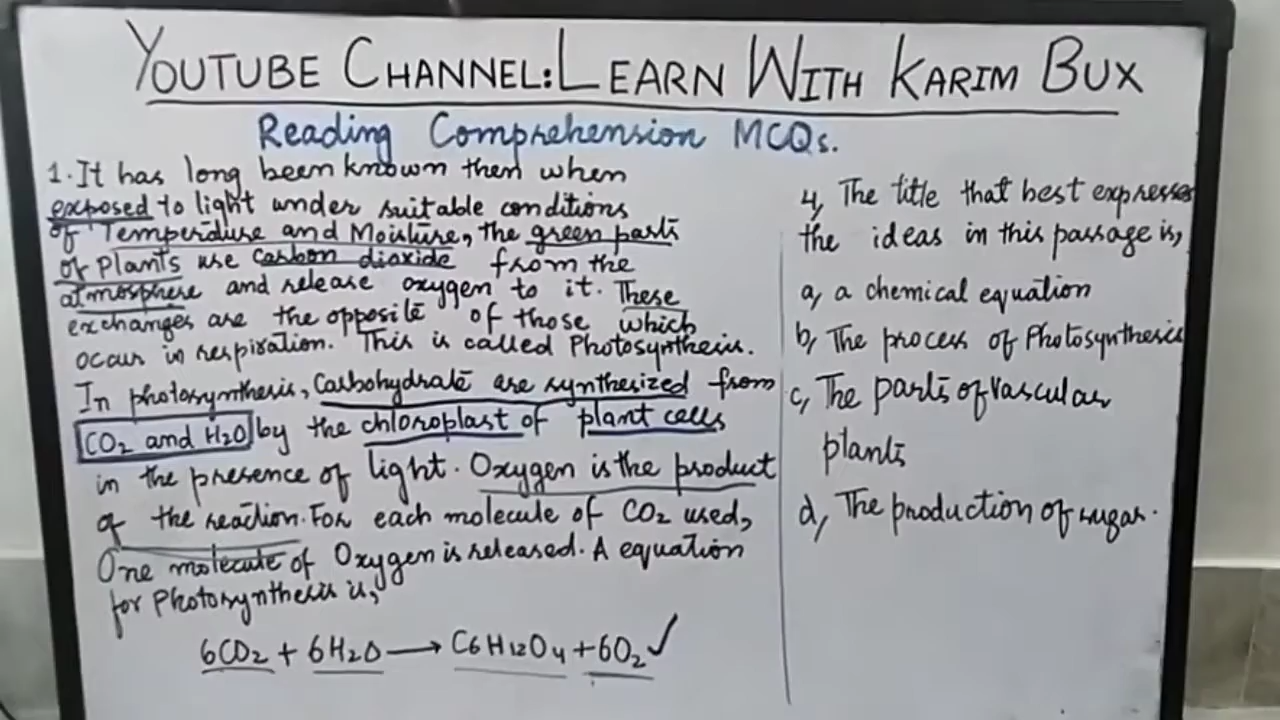 YOUTUBE CHANNEL: LEARN WITH KARIM BUX
Reading Comprehension MCQs.
1. It has long been known then when
exposed to light under suitable conditions
of Temperdure and Moisture, the green parts
of Plants use carbon dioxide from the
atmosphere and release oxygen to it. These
exchanges are the opposite of those which
occus in respiration. This is called Photosyntheis.
In photosynthesis, Carbohydrate are synthesized from
CO2 and H2O by the chloroplast of plant cells
in the presence of light. Oxygen is the product
of the reaction. For each molecule of CO2 used,
One molecule of Oxygen is released. A equation
for Photosynthesis is,
6CO2 + 6H2O → C6H12O4 + 6O2 ✓
4, The title that best expresses
the ideas in this passage is,
a, a chemical equation
b, The process of Photosynthesis
c, The parts of vascular
plants
d, The production of sugar.